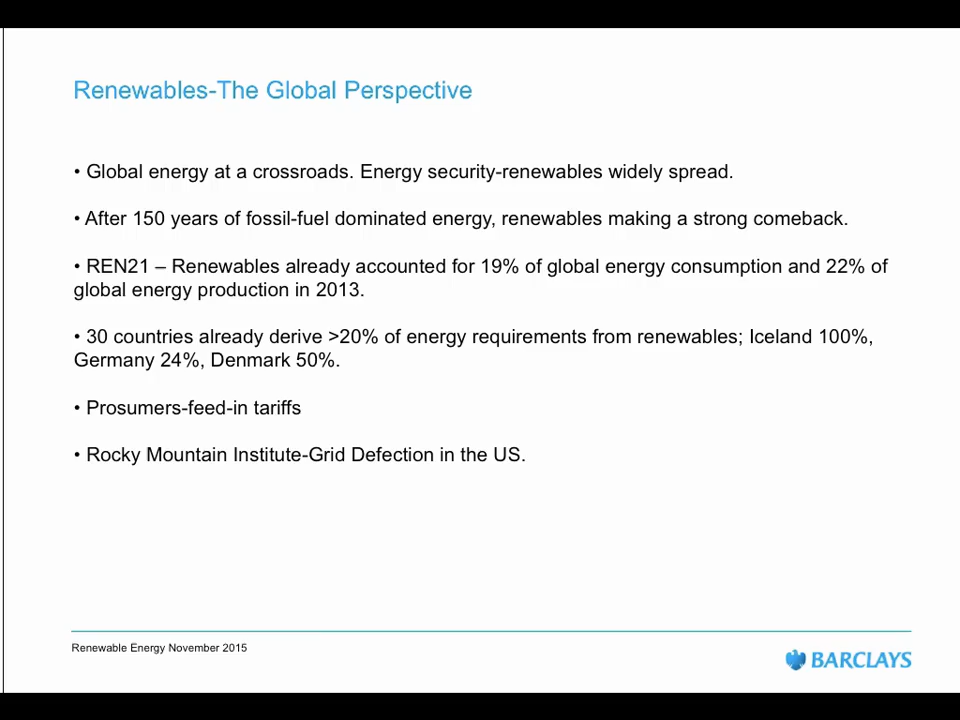 Renewables-The Global Perspective
• Global energy at a crossroads. Energy security-renewables widely spread.
• After 150 years of fossil-fuel dominated energy, renewables making a strong comeback.
• REN21 – Renewables already accounted for 19% of global energy consumption and 22% of
global energy production in 2013.
• 30 countries already derive >20% of energy requirements from renewables; Iceland 100%,
Germany 24%, Denmark 50%.
• Prosumers-feed-in tariffs
• Rocky Mountain Institute-Grid Defection in the US.
Renewable Energy November 2015
BARCLAYS